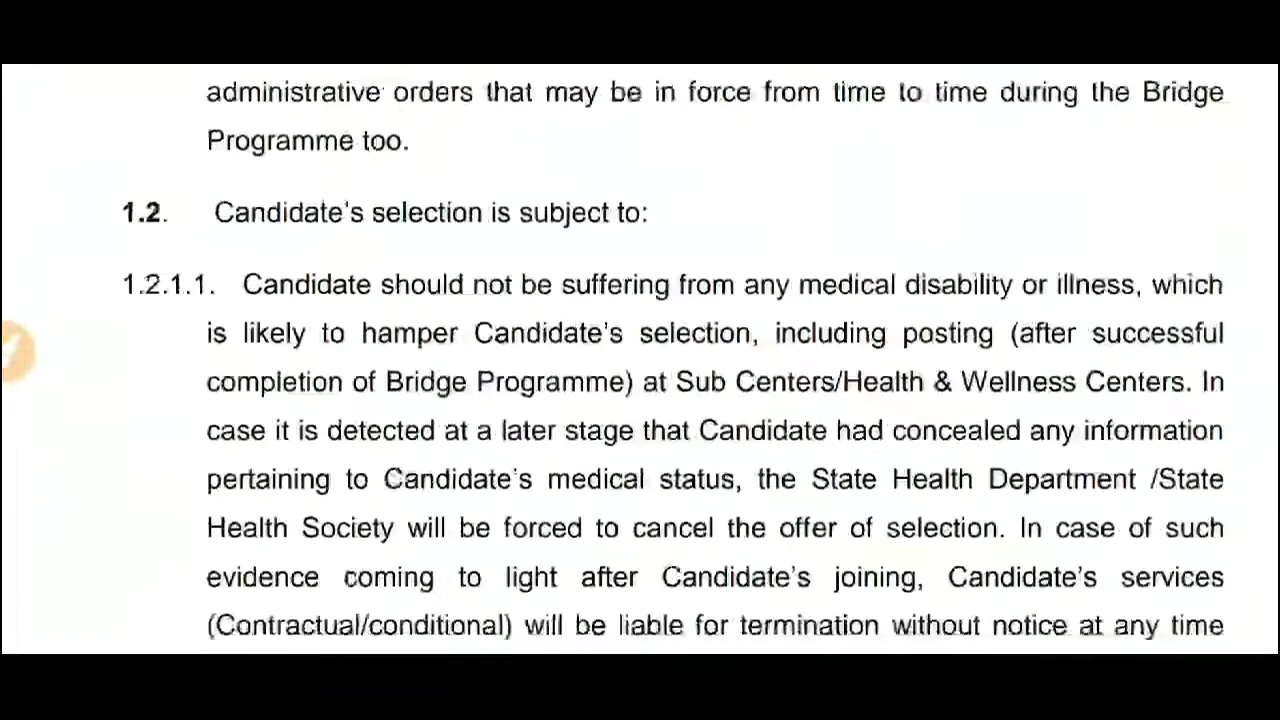 administrative orders that may be in force from time to time during the Bridge
Programme too.
1.2. Candidate's selection is subject to:
1.2.1.1. Candidate should not be suffering from any medical disability or illness, which
is likely to hamper Candidate's selection, including posting (after successful
completion of Bridge Programme) at Sub Centers/Health & Wellness Centers. In
case it is detected at a later stage that Candidate had concealed any information
pertaining to Candidate's medical status, the State Health Department /State
Health Society will be forced to cancel the offer of selection. In case of such
evidence coming to light after Candidate's joining, Candidate's services
(Contractual/conditional) will be liable for termination without notice at any time